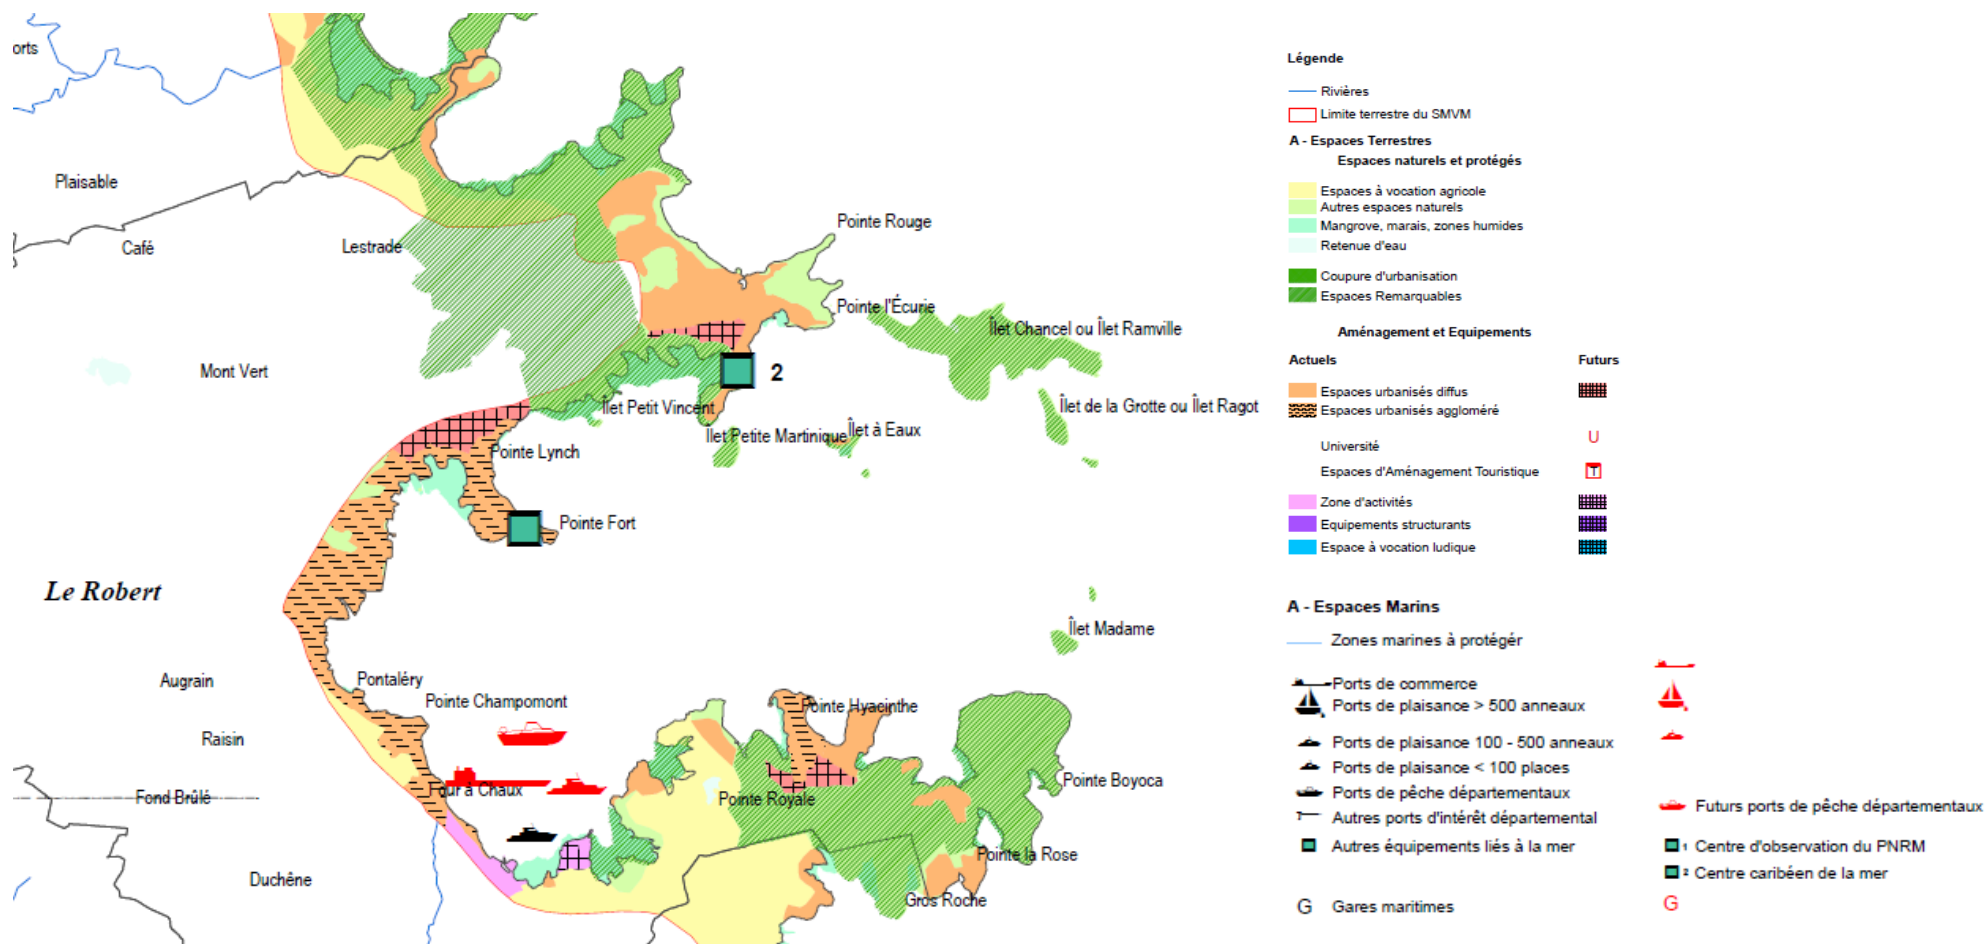 orts
Plaisable
Café
Lestrade
Pointe Rouge
Pointe l'Écurie
Îlet Chancel ou Îlet Ramville
Mont Vert
2
Îlet Petit Vincent
Îlet de la Grotte ou Îlet Ragot
Îlet Petite Martinique
Îlet à Eaux
Pointe Lynch
Pointe Fort
Le Robert
Îlet Madame
Augrain
Pontaléry
Pointe Champomont
Pointe Hyacinthe
Raisin
Pointe Boyoca
Fond Brûlé
Four à Chaux
Pointe Royale
Pointe la Rose
Duchêne
Gros Roche
Légende
Rivières
Limite terrestre du SMVM
A - Espaces Terrestres
Espaces naturels et protégés
Espaces à vocation agricole
Autres espaces naturels
Mangrove, marais, zones humides
Retenue d'eau
Coupure d'urbanisation
Espaces Remarquables
Aménagement et Equipements
Actuels Futurs
Espaces urbanisés diffus
Espaces urbanisés aggloméré
Université U
Espaces d'Aménagement Touristique T
Zone d'activités
Equipements structurants
Espace à vocation ludique
A - Espaces Marins
Zones marines à protégér
Ports de commerce
Ports de plaisance > 500 anneaux
Ports de plaisance 100 - 500 anneaux
Ports de plaisance < 100 places
Ports de pêche départementaux
Futurs ports de pêche départementaux
Autres ports d'intérêt départemental
Autres équipements liés à la mer
1 Centre d'observation du PNRM
2 Centre caribéen de la mer
G Gares maritimes G